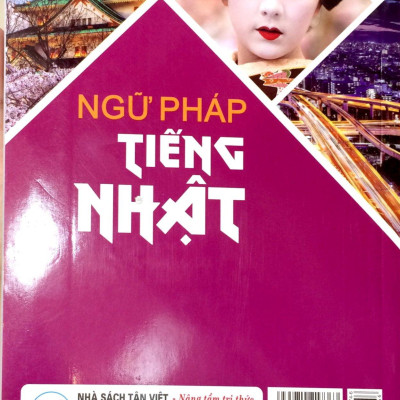 NGỮ PHÁP
TIẾNG
NHẬT
NHÀ SÁCH TÂN VIỆT - Nâng tầm tri thức